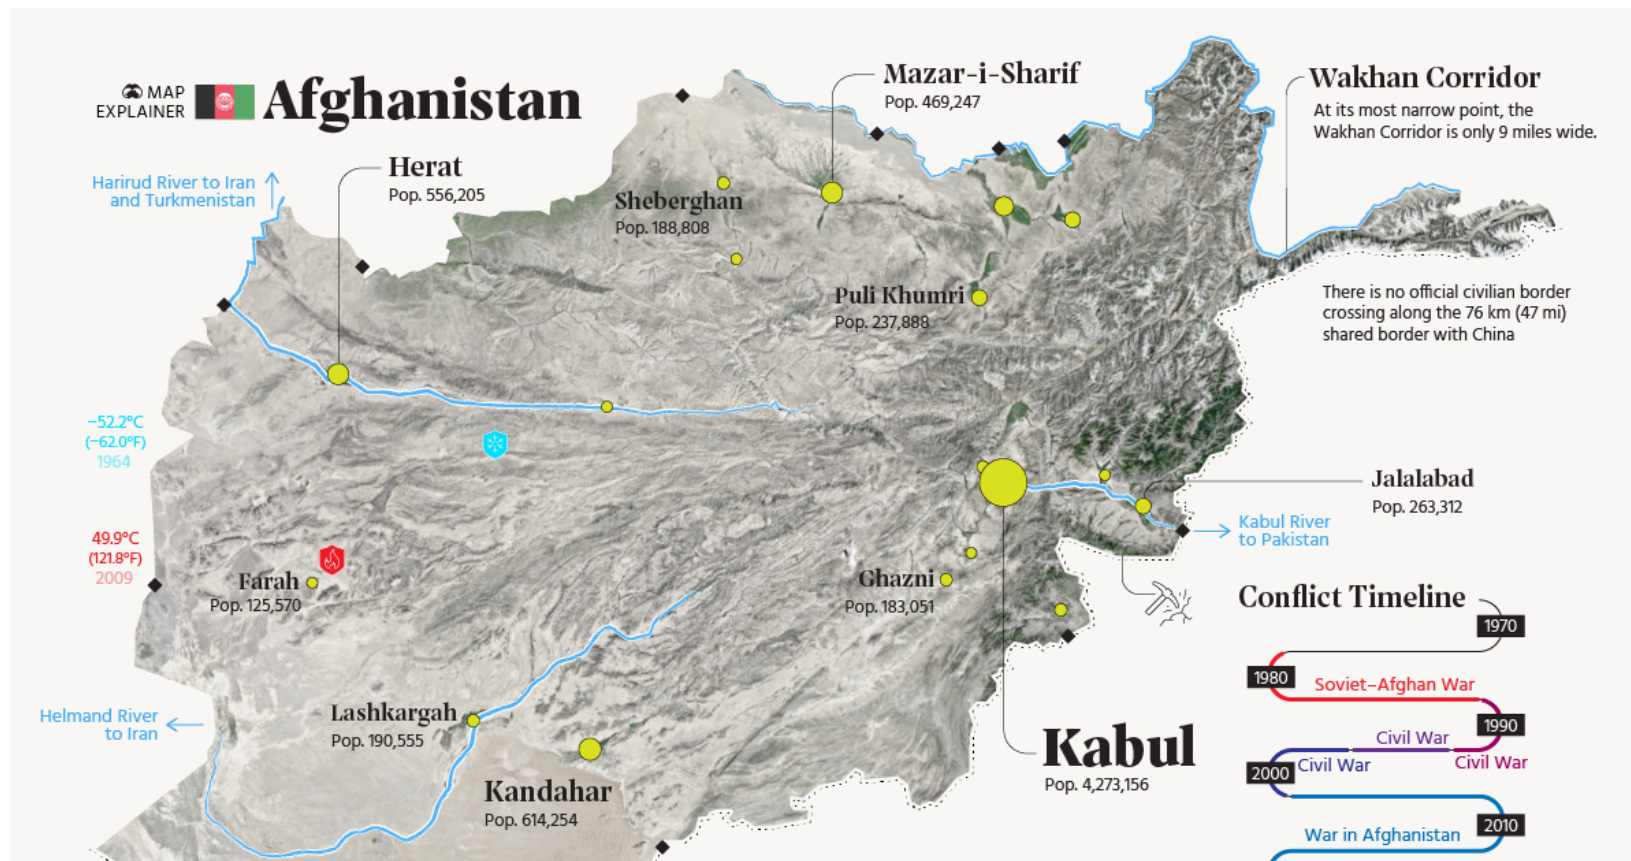 MAP
EXPLAINER
Afghanistan
Mazar-i-Sharif
Pop. 469,247
Wakhan Corridor
At its most narrow point, the
Wakhan Corridor is only 9 miles wide.
Herat
Pop. 556,205
Harirud River to Iran
and Turkmenistan
Sheberghan
Pop. 188,808
There is no official civilian border
crossing along the 76 km (47 mi)
shared border with China
Puli Khumri
Pop. 237,888
−52.2°C
(−62.0°F)
1964
Jalalabad
Pop. 263,312
Kabul River
to Pakistan
49.9°C
(121.8°F)
2009
Farah
Pop. 125,570
Ghazni
Pop. 183,051
Conflict Timeline
1970
1980
Soviet–Afghan War
1990
Civil War
Civil War
Civil War
2000
2010
War in Afghanistan
Helmand River
to Iran
Lashkargah
Pop. 190,555
Kabul
Pop. 4,273,156
Kandahar
Pop. 614,254